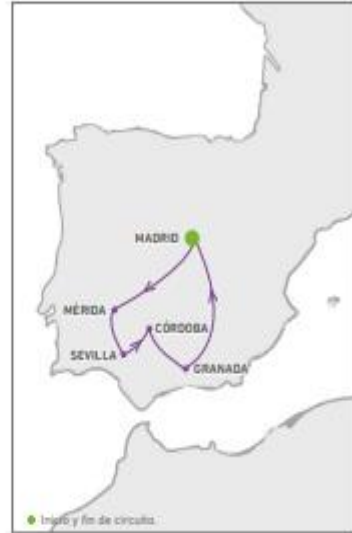 MADRID
MÉRIDA
CÓRDOBA
SEVILLA
GRANADA
Inicio y fin de circuito.